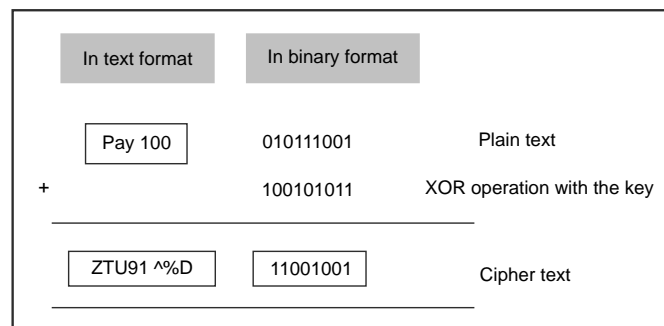 In text format In binary format
Pay 100 010111001 Plain text
+ 100101011 XOR operation with the key
ZTU91 ^%D 11001001 Cipher text